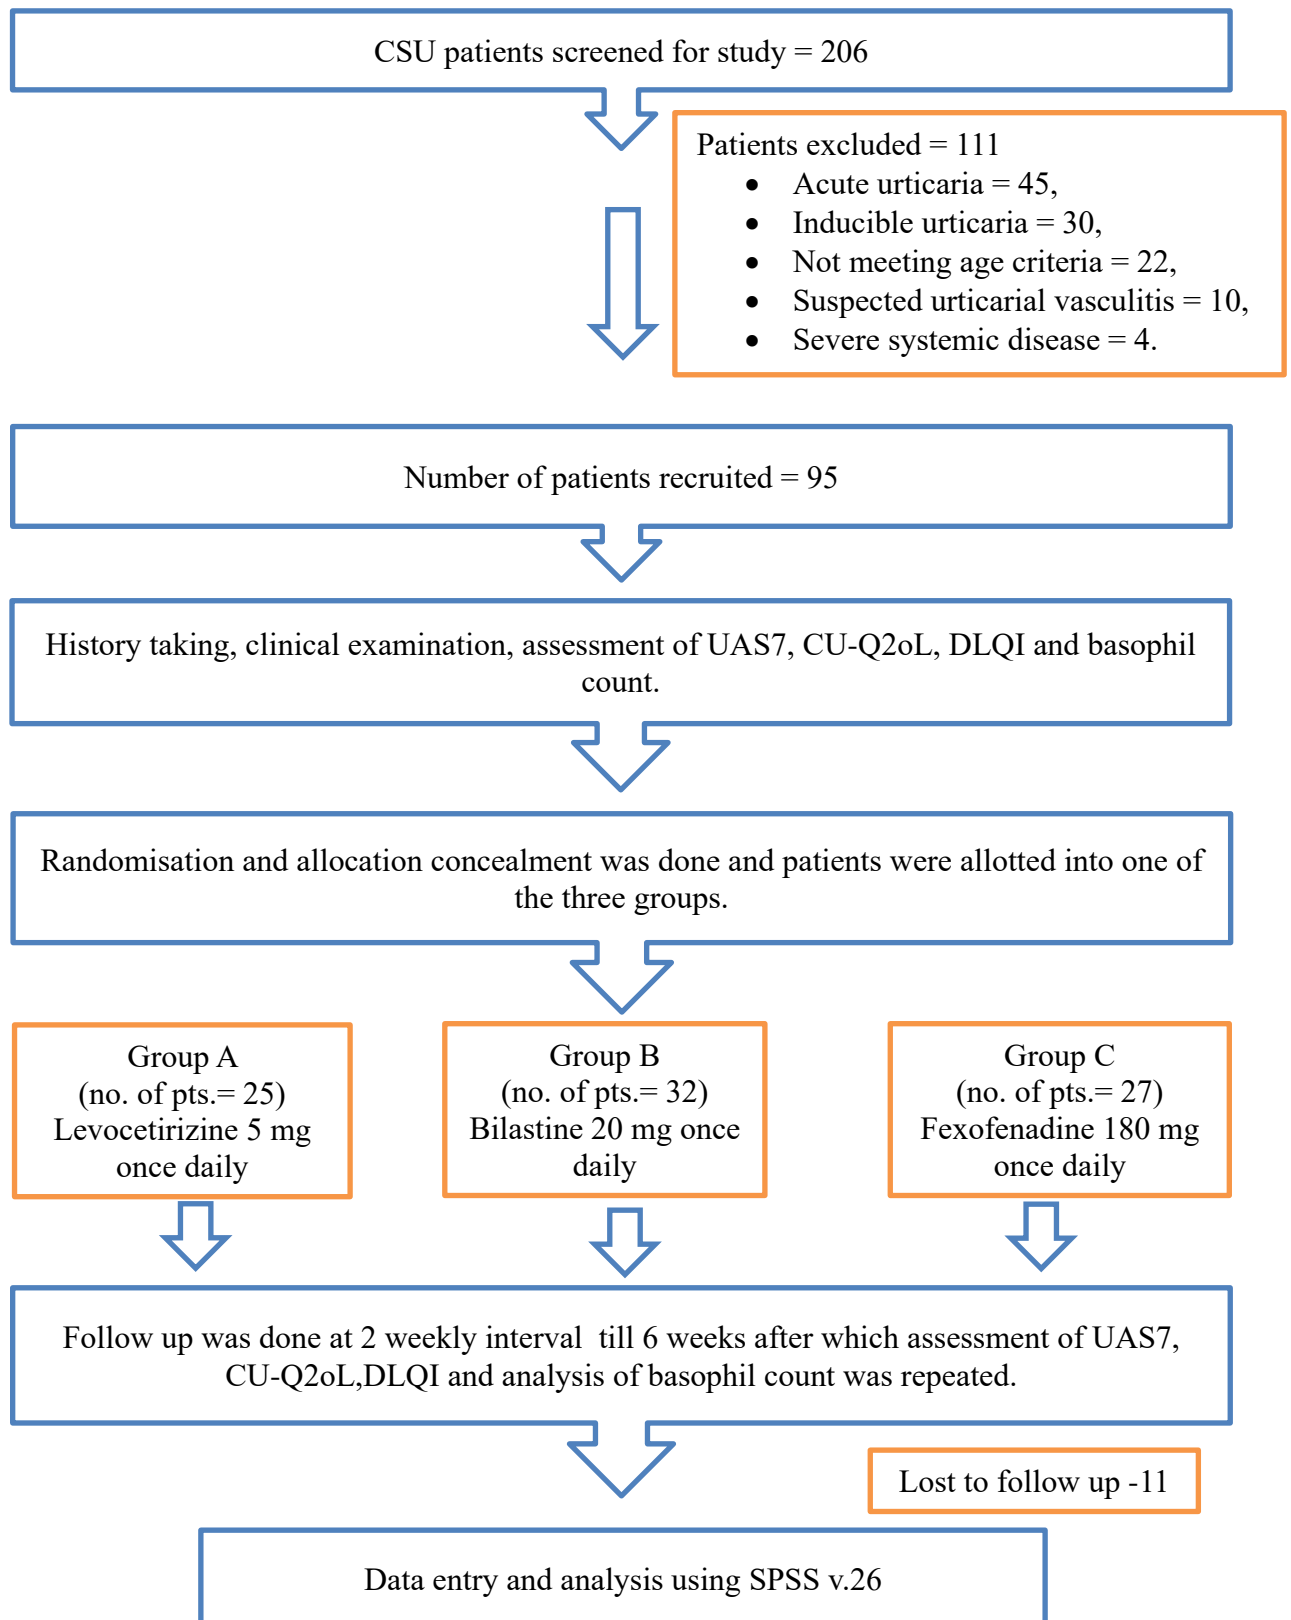 CSU patients screened for study = 206
Patients excluded = 111
• Acute urticaria = 45,
• Inducible urticaria = 30,
• Not meeting age criteria = 22,
• Suspected urticarial vasculitis = 10,
• Severe systemic disease = 4.
Number of patients recruited = 95
History taking, clinical examination, assessment of UAS7, CU-Q2oL, DLQI and basophil
count.
Randomisation and allocation concealment was done and patients were allotted into one of
the three groups.
Group A
(no. of pts.= 25)
Levocetirizine 5 mg
once daily
Group B
(no. of pts.= 32)
Bilastine 20 mg once
daily
Group C
(no. of pts.= 27)
Fexofenadine 180 mg
once daily
Follow up was done at 2 weekly interval till 6 weeks after which assessment of UAS7,
CU-Q2oL,DLQI and analysis of basophil count was repeated.
Lost to follow up -11
Data entry and analysis using SPSS v.26